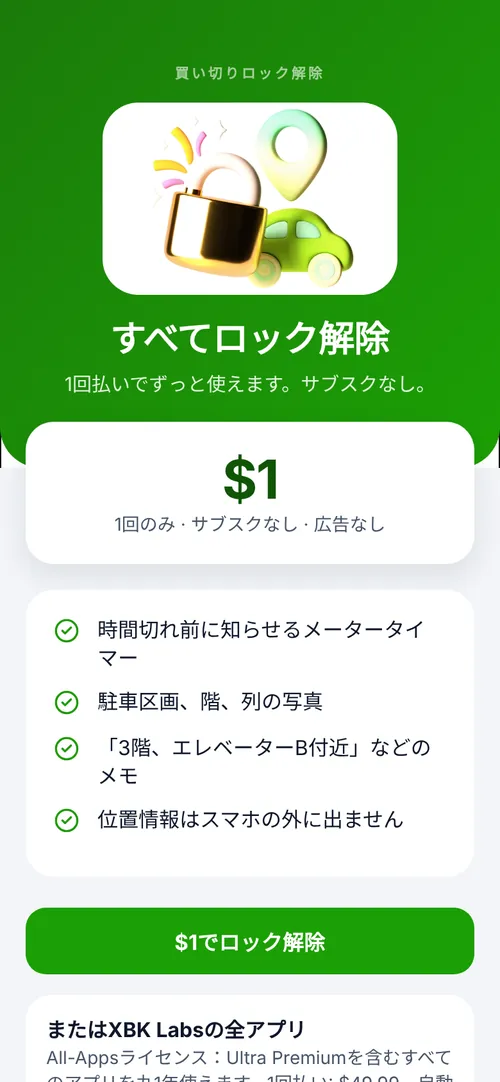 買い切りロック解除
すべてロック解除
1回払いでずっと使えます。サブスクなし。
$1
1回のみ · サブスクなし · 広告なし
時間切れ前に知らせるメータータイ
マー
駐車区画、階、列の写真
「3階、エレベーターB付近」などの
メモ
位置情報はスマホの外に出ません
$1でロック解除
またはXBK Labsの全アプリ
All-Appsライセンス：Ultra Premiumを含むすべて